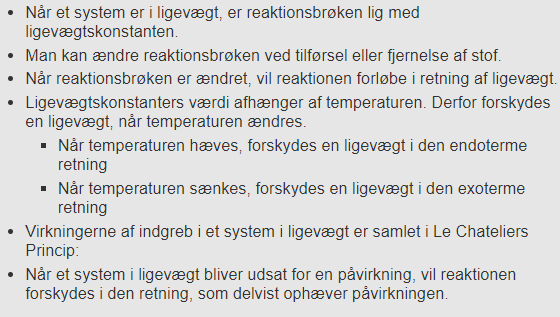 • Når et system er i ligevægt, er reaktionsbrøken lig med
ligevægtskonstanten.
• Man kan ændre reaktionsbrøken ved tilførsel eller fjernelse af stof.
• Når reaktionsbrøken er ændret, vil reaktionen forløbe i retning af ligevægt.
• Ligevægtskonstanters værdi afhænger af temperaturen. Derfor forskydes
en ligevægt, når temperaturen ændres.
▪ Når temperaturen hæves, forskydes en ligevægt i den endoterme
retning
▪ Når temperaturen sænkes, forskydes en ligevægt i den exoterme
retning
• Virkningerne af indgreb i et system i ligevægt er samlet i Le Chateliers
Princip:
• Når et system i ligevægt bliver udsat for en påvirkning, vil reaktionen
forskydes i den retning, som delvist ophæver påvirkningen.